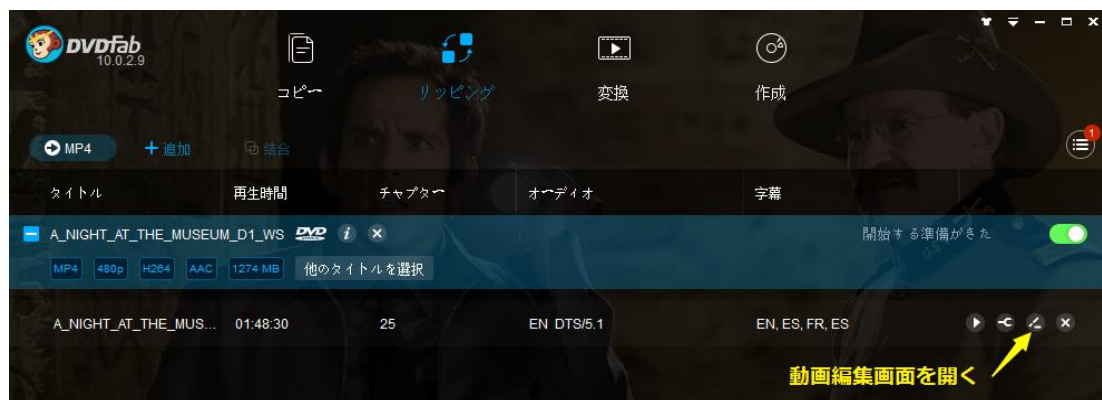 DVDFab
10.0.2.9
コピー
リッピング
変換
作成
MP4
追加
結合
1
タイトル
再生時間
チャプター
オーディオ
字幕
A_NIGHT_AT_THE_MUSEUM_D1_WS DVD i
開始する準備がきた
MP4 480p H264 AAC 1274 MB 他のタイトルを選択
A_NIGHT_AT_THE_MUS... 01:48:30 25 EN DTS/5.1 EN, ES, FR, ES
動画編集画面を開く